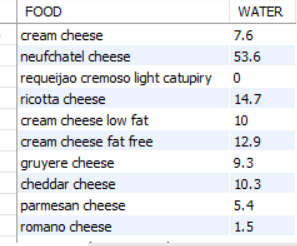 FOOD WATER
cream cheese 7.6
neufchatel cheese 53.6
requeijao cremoso light catupiry 0
ricotta cheese 14.7
cream cheese low fat 10
cream cheese fat free 12.9
gruyere cheese 9.3
cheddar cheese 10.3
parmesan cheese 5.4
romano cheese 1.5